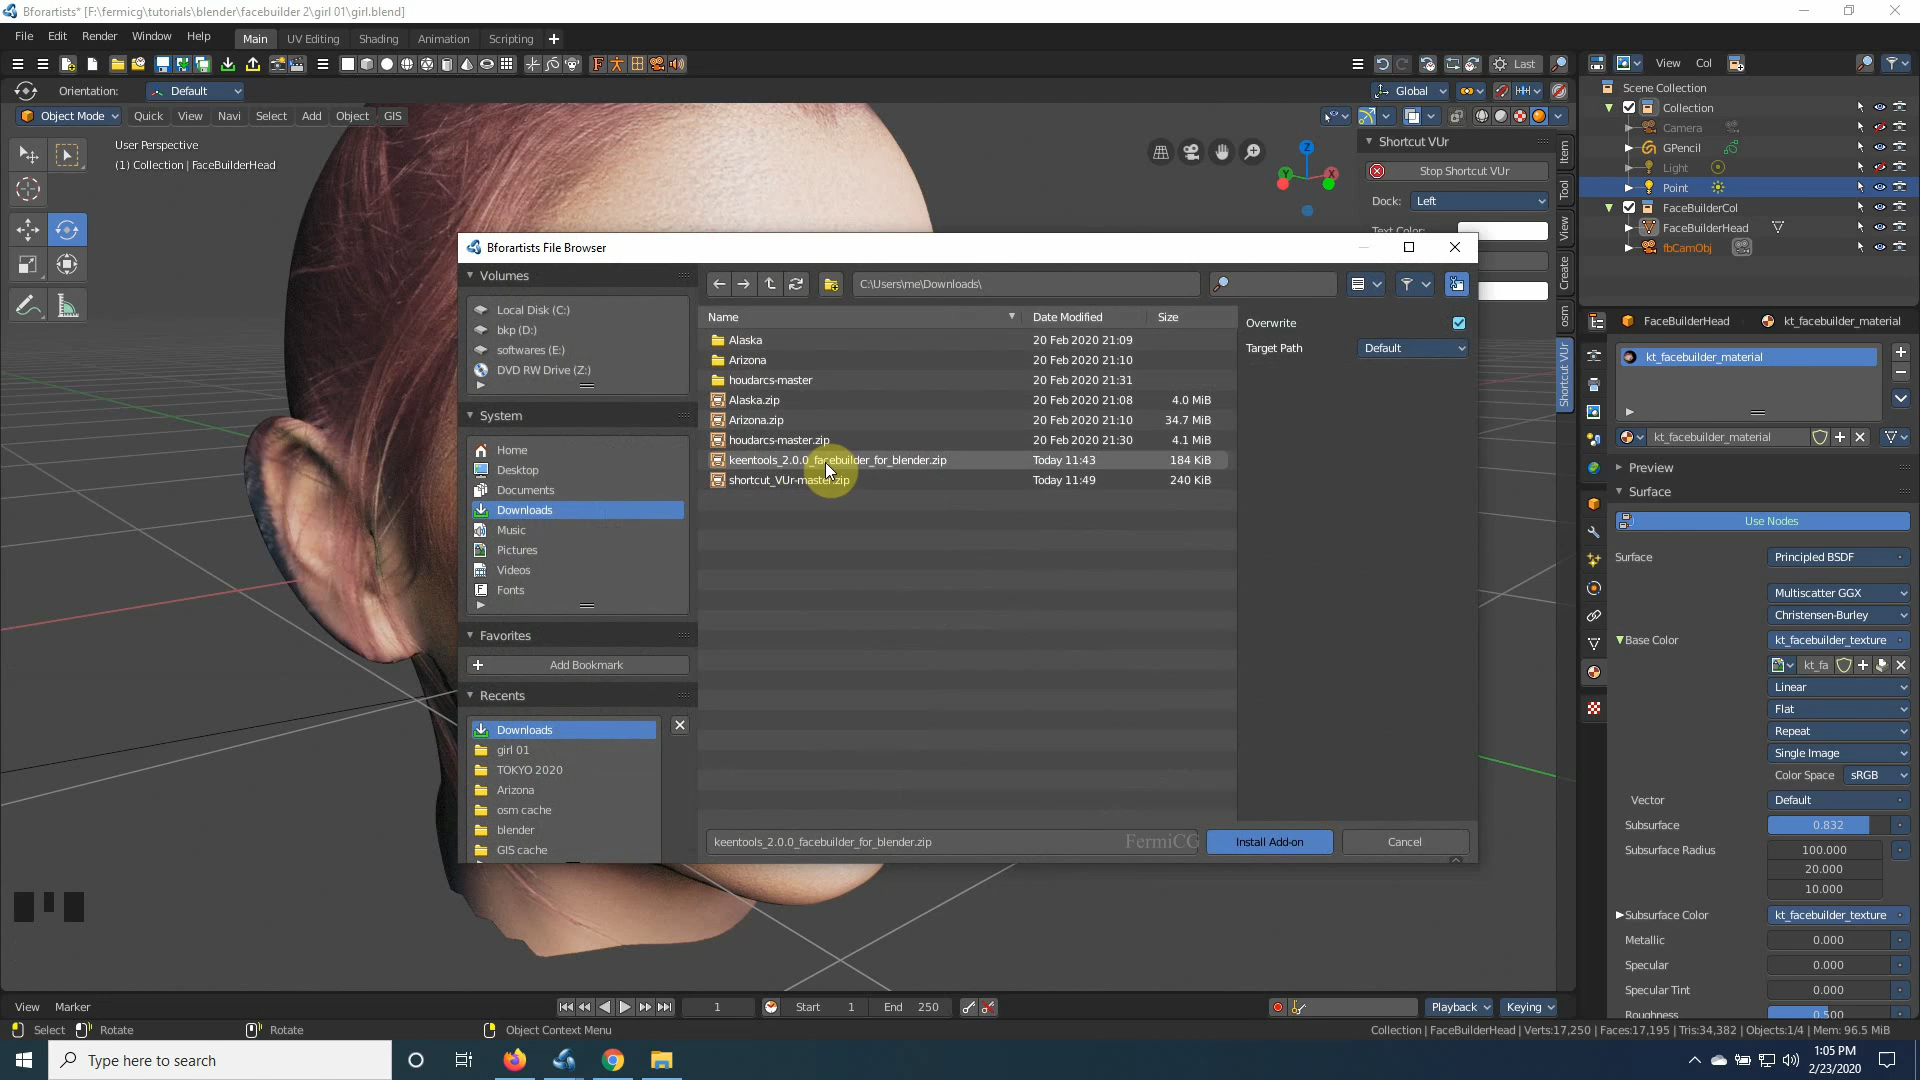 Bforartists* [F:\fermicg\tutorials\blender\facebuilder 2\girl 01\girl.blend]
File Edit Render Window Help Main UV Editing Shading Animation Scripting
Last
View Col
Orientation: Default
Global
Scene Collection
Collection
Object Mode Quick View Navi Select Add Object GIS
Camera
User Perspective
(1) Collection | FaceBuilderHead
Shortcut VUr
Stop Shortcut VUr
Dock: Left
Text Color:
GPencil
Light
Point
FaceBuilderCol
FaceBuilderHead
fbCamObj
Z
Y
X
Item
Tool
View
Create
osm
Shortcut VUr
Bforartists File Browser
Volumes
Local Disk (C:)
bkp (D:)
softwares (E:)
DVD RW Drive (Z:)
System
Home
Desktop
Documents
Downloads
Music
Pictures
Videos
Fonts
Favorites
Add Bookmark
Recents
Downloads
girl 01
TOKYO 2020
Arizona
osm cache
blender
GIS cache
C:\Users\me\Downloads\
Name Date Modified Size
Alaska 20 Feb 2020 21:09
Arizona 20 Feb 2020 21:10
houdarcs-master 20 Feb 2020 21:31
Alaska.zip 20 Feb 2020 21:08 4.0 MiB
Arizona.zip 20 Feb 2020 21:10 34.7 MiB
houdarcs-master.zip 20 Feb 2020 21:30 4.1 MiB
keentools_2.0.0_facebuilder_for_blender.zip Today 11:43 184 KiB
shortcut_VUr-master.zip Today 11:49 240 KiB
Overwrite
Target Path Default
keentools_2.0.0_facebuilder_for_blender.zip
FermiCG
Install Add-on Cancel
FaceBuilderHead kt_facebuilder_material
kt_facebuilder_material
kt_facebuilder_material
Preview
Surface
Use Nodes
Surface Principled BSDF
Multiscatter GGX
Christensen-Burley
Base Color kt_facebuilder_texture
kt_fa
Linear
Flat
Repeat
Single Image
Color Space sRGB
Vector Default
Subsurface 0.832
Subsurface Radius 100.000
20.000
10.000
Subsurface Color kt_facebuilder_texture
Metallic 0.000
Specular 0.000
Specular Tint 0.000
Roughness 0.500
View Marker 1 Start 1 End 250 Playback Keying
Select Rotate Rotate Object Context Menu
Collection | FaceBuilderHead | Verts:17,250 | Faces:17,195 | Tris:34,382 | Objects:1/4 | Mem: 96.5 MiB
Type here to search
1:05 PM
2/23/2020